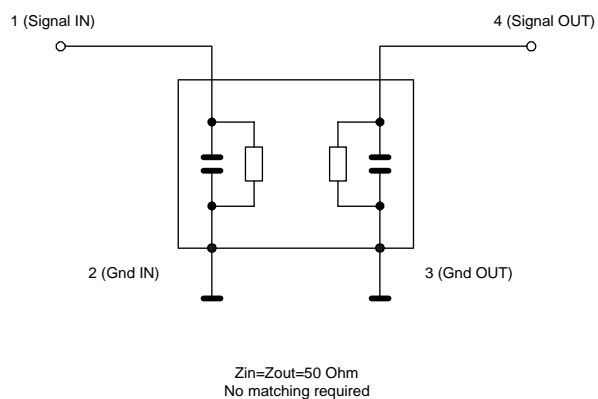 1 (Signal IN)
4 (Signal OUT)
2 (Gnd IN)
3 (Gnd OUT)
Zin=Zout=50 Ohm
No matching required